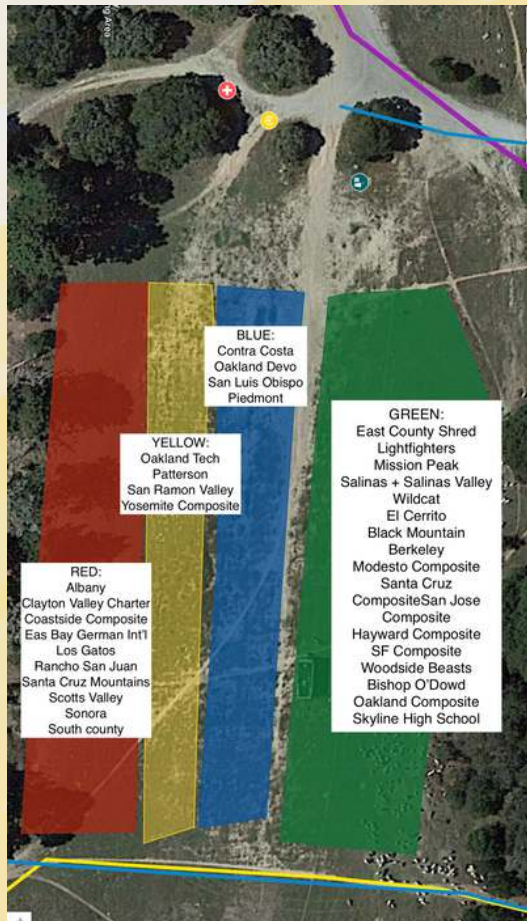 g Area
BLUE:
Contra Costa
Oakland Devo
San Luis Obispo
Piedmont
YELLOW:
Oakland Tech
Patterson
San Ramon Valley
Yosemite Composite
GREEN:
East County Shred
Lightfighters
Mission Peak
Salinas + Salinas Valley
Wildcat
El Cerrito
Black Mountain
Berkeley
Modesto Composite
Santa Cruz
CompositeSan Jose
Composite
Hayward Composite
SF Composite
Woodside Beasts
Bishop O'Dowd
Oakland Composite
Skyline High School
RED:
Albany
Clayton Valley Charter
Coastside Composite
Eas Bay German Int'l
Los Gatos
Rancho San Juan
Santa Cruz Mountains
Scotts Valley
Sonora
South county